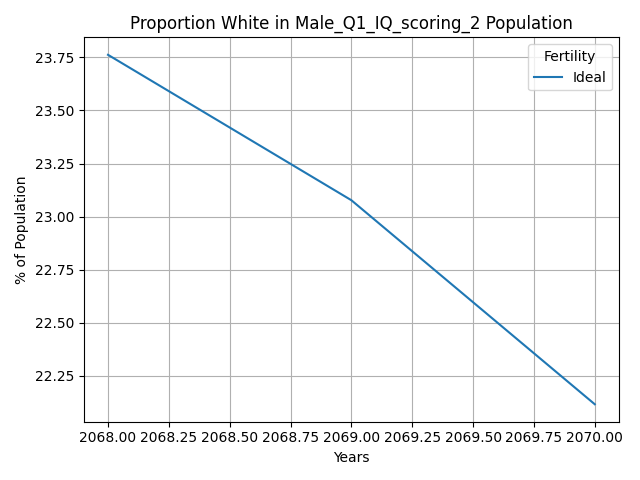 Proportion White in Male_Q1_IQ_scoring_2 Population
Fertility
Ideal
% of Population
23.75
23.50
23.25
23.00
22.75
22.50
22.25
2068.00 2068.25 2068.50 2068.75 2069.00 2069.25 2069.50 2069.75 2070.00
Years